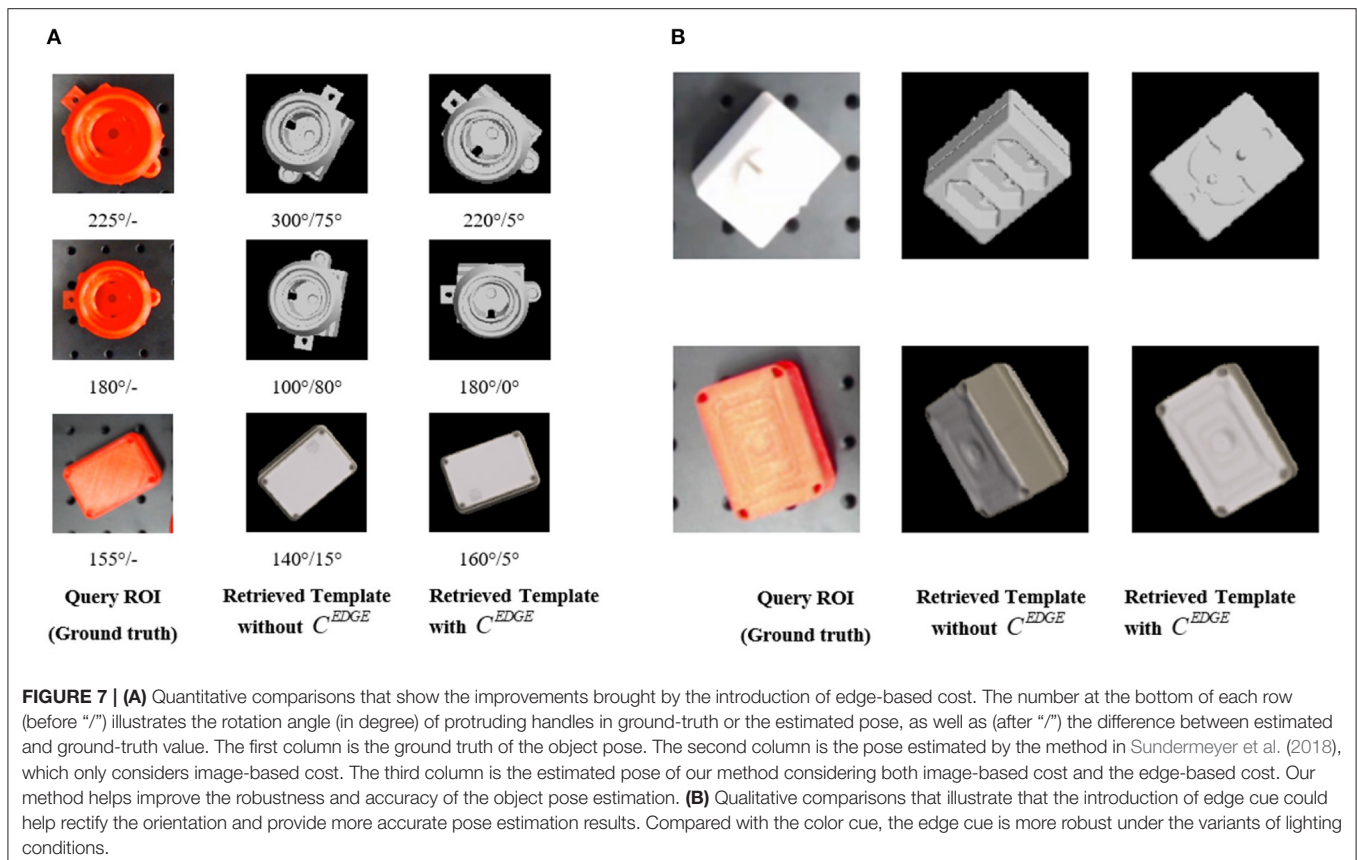 A
B
225°/-
300°/75°
220°/5°
180°/-
100°/80°
180°/0°
155°/-
140°/15°
160°/5°
Query ROI
(Ground truth)
Retrieved Template
without C^EDGE
Retrieved Template
with C^EDGE
Query ROI
(Ground truth)
Retrieved Template
without C^EDGE
Retrieved Template
with C^EDGE
FIGURE 7 | (A) Quantitative comparisons that show the improvements brought by the introduction of edge-based cost. The number at the bottom of each row
(before “/”) illustrates the rotation angle (in degree) of protruding handles in ground-truth or the estimated pose, as well as (after “/”) the difference between estimated
and ground-truth value. The first column is the ground truth of the object pose. The second column is the pose estimated by the method in Sundermeyer et al. (2018),
which only considers image-based cost. The third column is the estimated pose of our method considering both image-based cost and the edge-based cost. Our
method helps improve the robustness and accuracy of the object pose estimation. (B) Qualitative comparisons that illustrate that the introduction of edge cue could
help rectify the orientation and provide more accurate pose estimation results. Compared with the color cue, the edge cue is more robust under the variants of lighting
conditions.